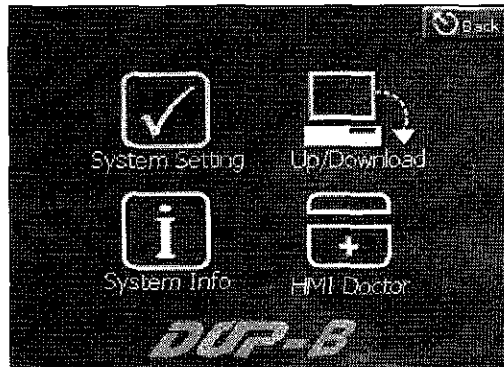 Back
System Setting
Up/Download
System Info
HMI Doctor
DOP-B